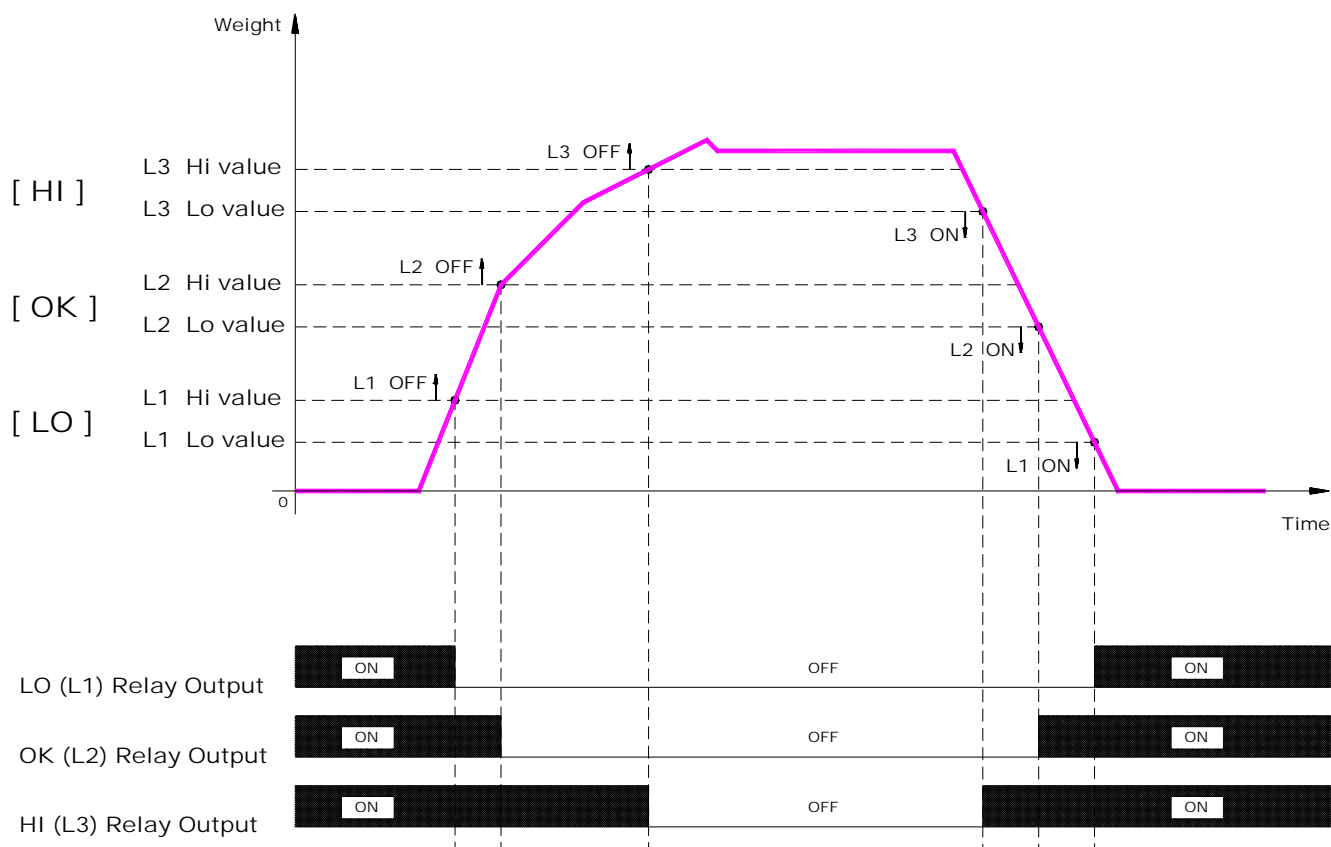 Weight
L3 OFF
L3 Hi value
[ HI ]
L3 Lo value
L3 ON
L2 OFF
L2 Hi value
[ OK ]
L2 Lo value
L2 ON
L1 OFF
L1 Hi value
[ LO ]
L1 Lo value
L1 ON
0
Time
ON OFF ON
LO (L1) Relay Output
ON OFF ON
OK (L2) Relay Output
ON OFF ON
HI (L3) Relay Output